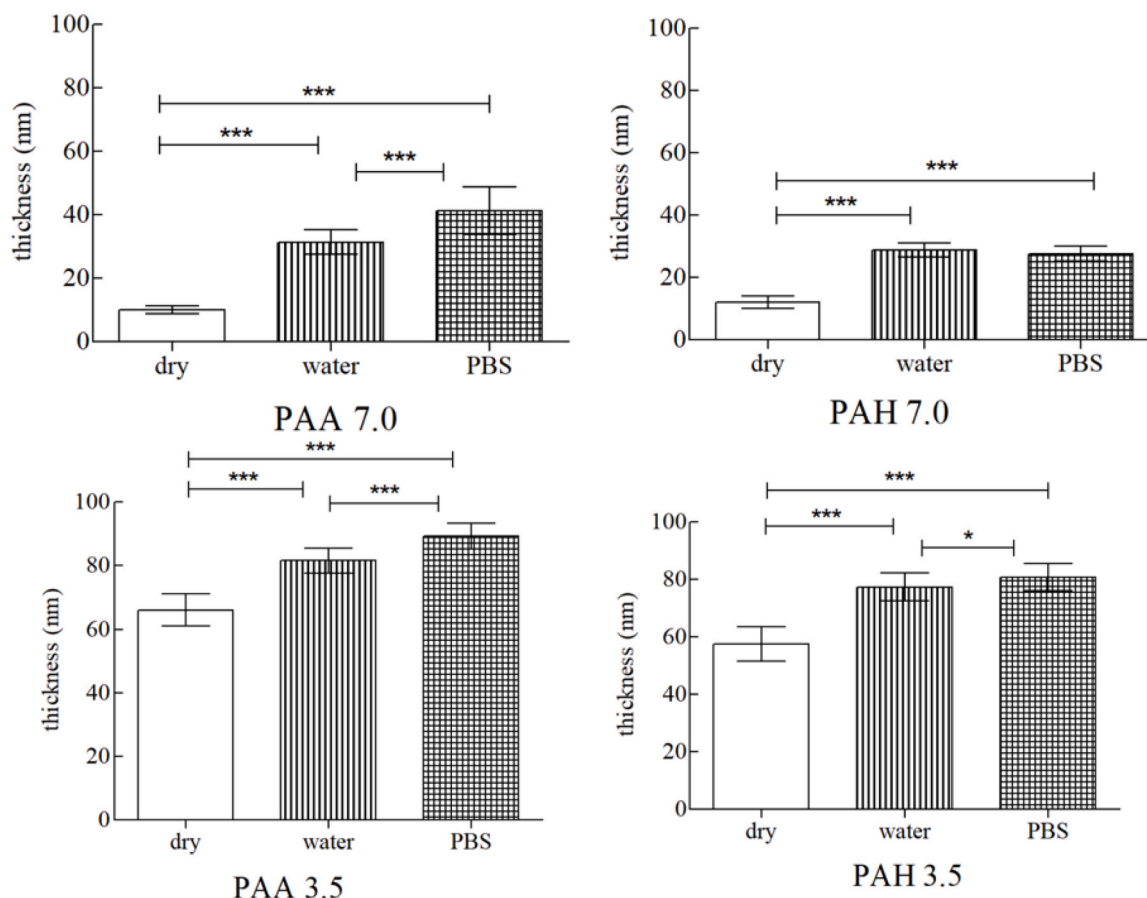 100
80
60
40
20
0
thickness (nm)
***
***
***
dry water PBS
PAA 7.0
100
80
60
40
20
0
thickness (nm)
***
***
dry water PBS
PAH 7.0
100
80
60
40
20
0
thickness (nm)
***
***
***
dry water PBS
PAA 3.5
100
80
60
40
20
0
thickness (nm)
***
***
*
dry water PBS
PAH 3.5